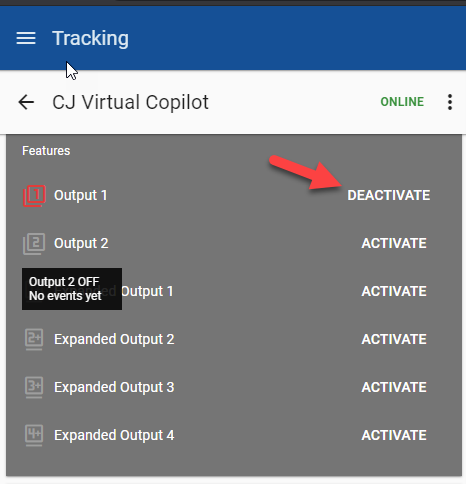 Tracking
CJ Virtual Copilot ONLINE
Features
1 Output 1 DEACTIVATE
2 Output 2 ACTIVATE
Output 2 OFF
No events yet
Expanded Output 1 ACTIVATE
2+ Expanded Output 2 ACTIVATE
3+ Expanded Output 3 ACTIVATE
4+ Expanded Output 4 ACTIVATE